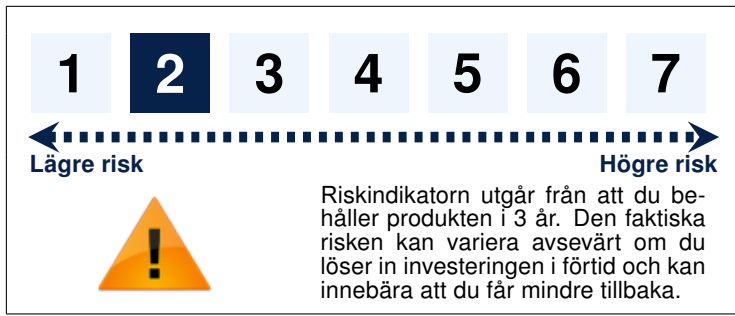 1 2 3 4 5 6 7
Lägre risk Högre risk
Riskindikatorn utgår från att du be-
håller produkten i 3 år. Den faktiska
risken kan variera avsevärt om du
löser in investeringen i förtid och kan
innebära att du får mindre tillbaka.